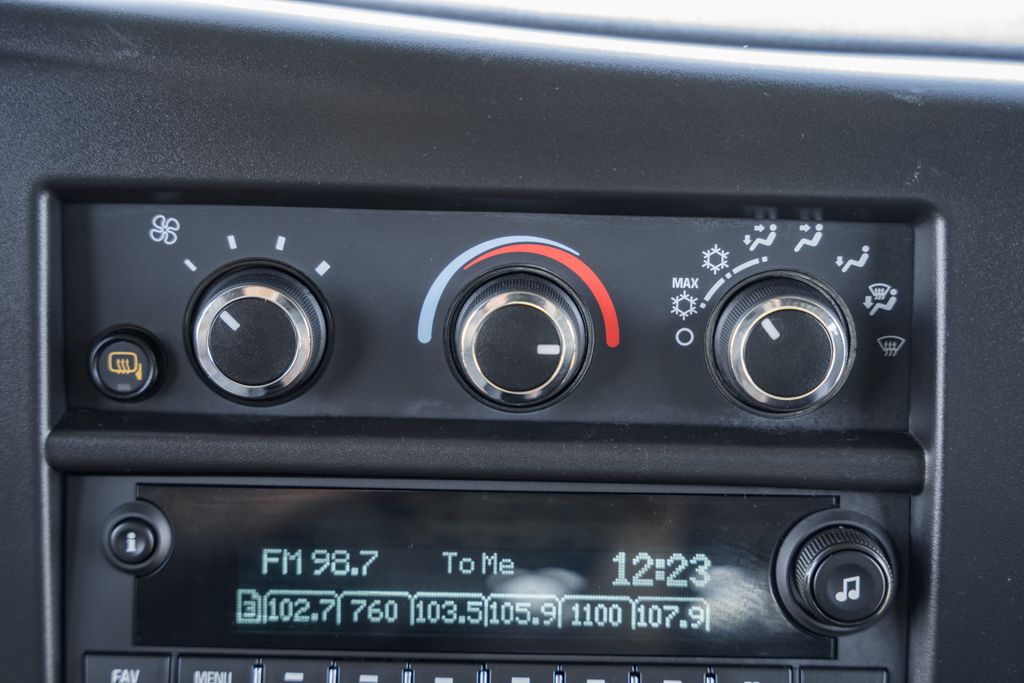 MAX
i
FM 98.7 To Me 12:23
3 102.7 760 103.5 105.9 1100 107.9
FAV MENU